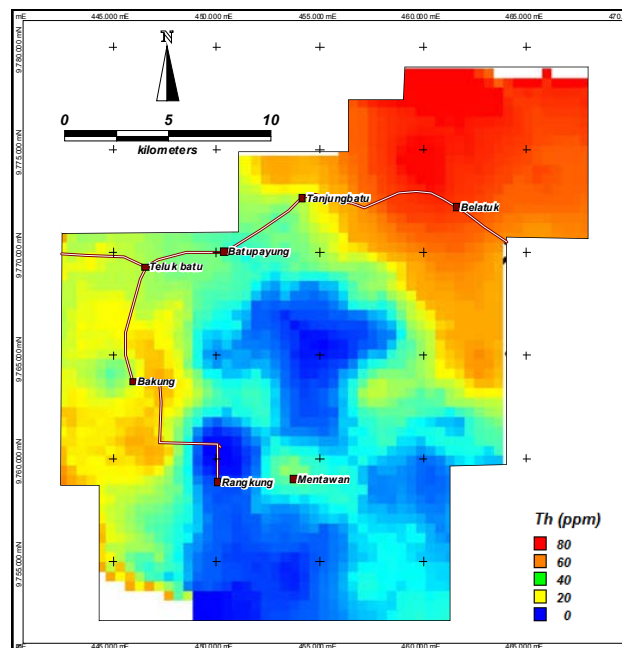 445.000 mE 450.000 mE 455.000 mE 460.000 mE 465.000 mE
9.780.000 mN
N
0 5 10
kilometers
9.775.000 mN
Tanjungbatu
Belatuk
9.770.000 mN
Batupayung
Teluk batu
9.765.000 mN
Bakung
9.760.000 mN
Rangkung
Mentawan
Th (ppm)
80
60
40
20
0
9.755.000 mN
445.000 mE 450.000 mE 455.000 mE 460.000 mE 465.000 mE